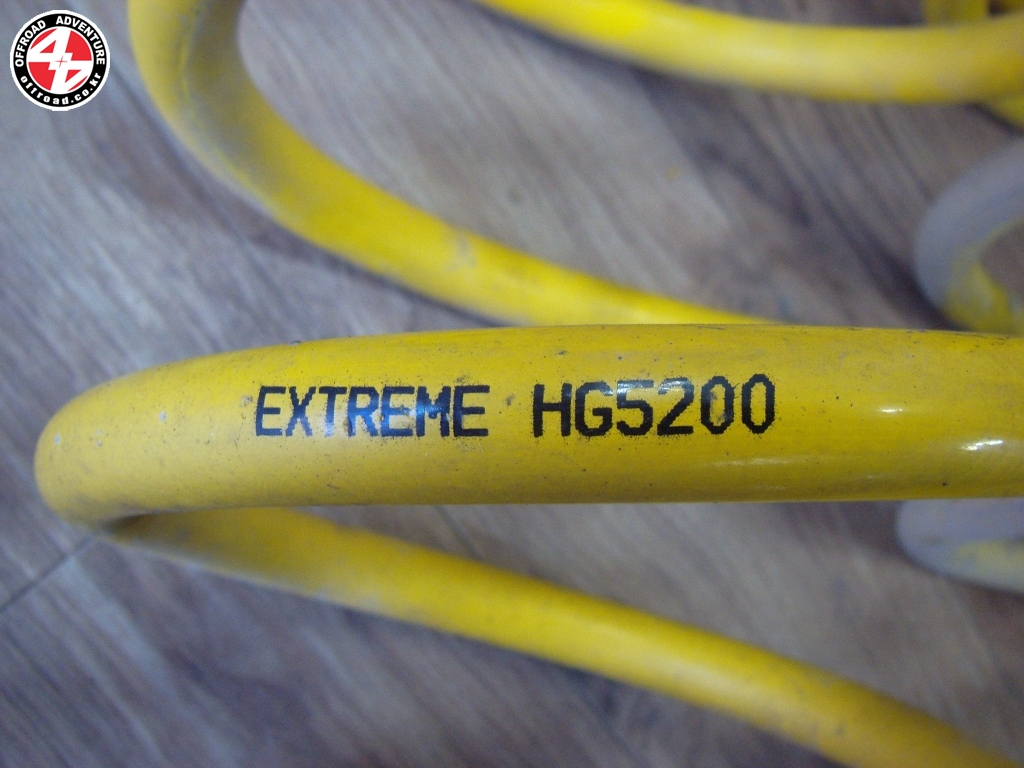 OFFROAD ADVENTURE
4x4
offroad.co.kr
EXTREME HG5200